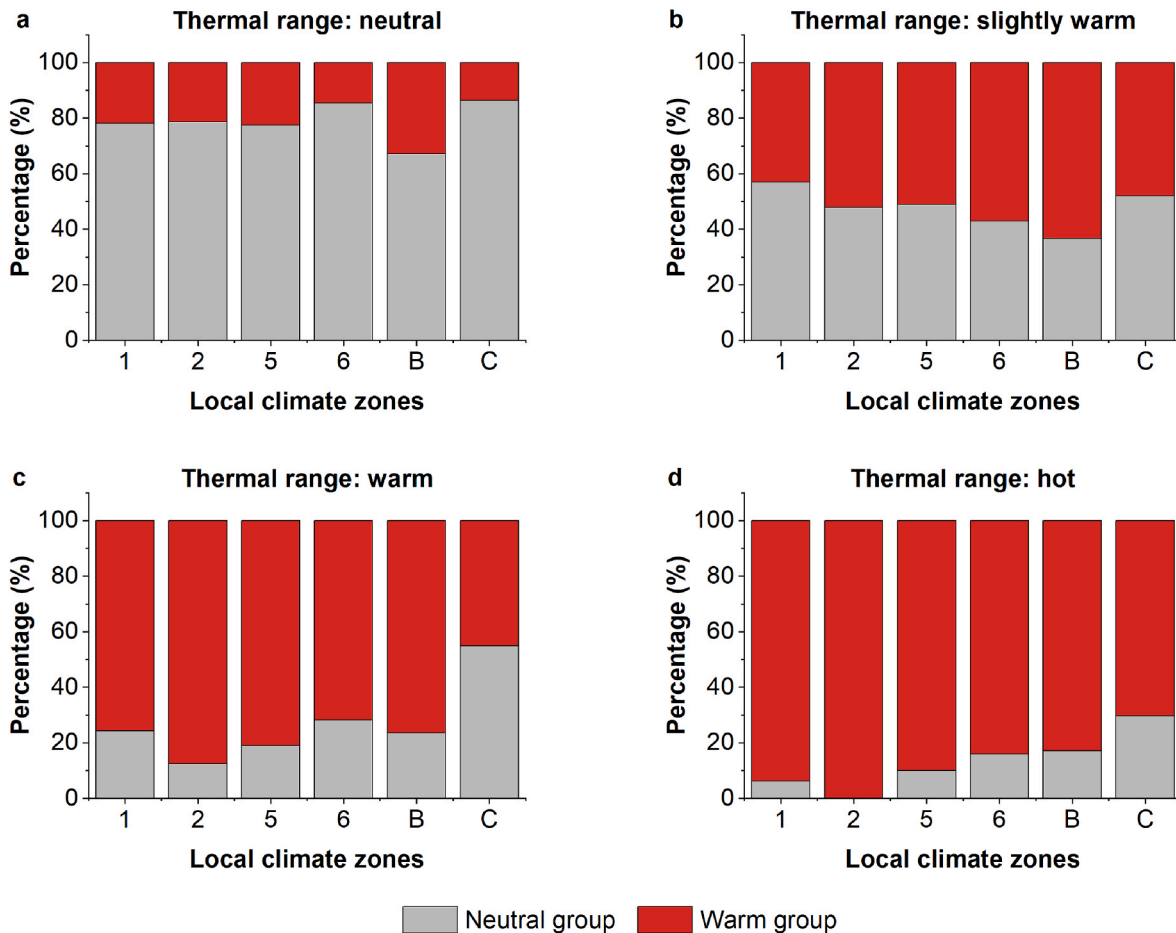 a Thermal range: neutral
Percentage (%)
100
80
60
40
20
0
1 2 5 6 B C
Local climate zones
b Thermal range: slightly warm
Percentage (%)
100
80
60
40
20
0
1 2 5 6 B C
Local climate zones
c Thermal range: warm
Percentage (%)
100
80
60
40
20
0
1 2 5 6 B C
Local climate zones
d Thermal range: hot
Percentage (%)
100
80
60
40
20
0
1 2 5 6 B C
Local climate zones
Neutral group Warm group